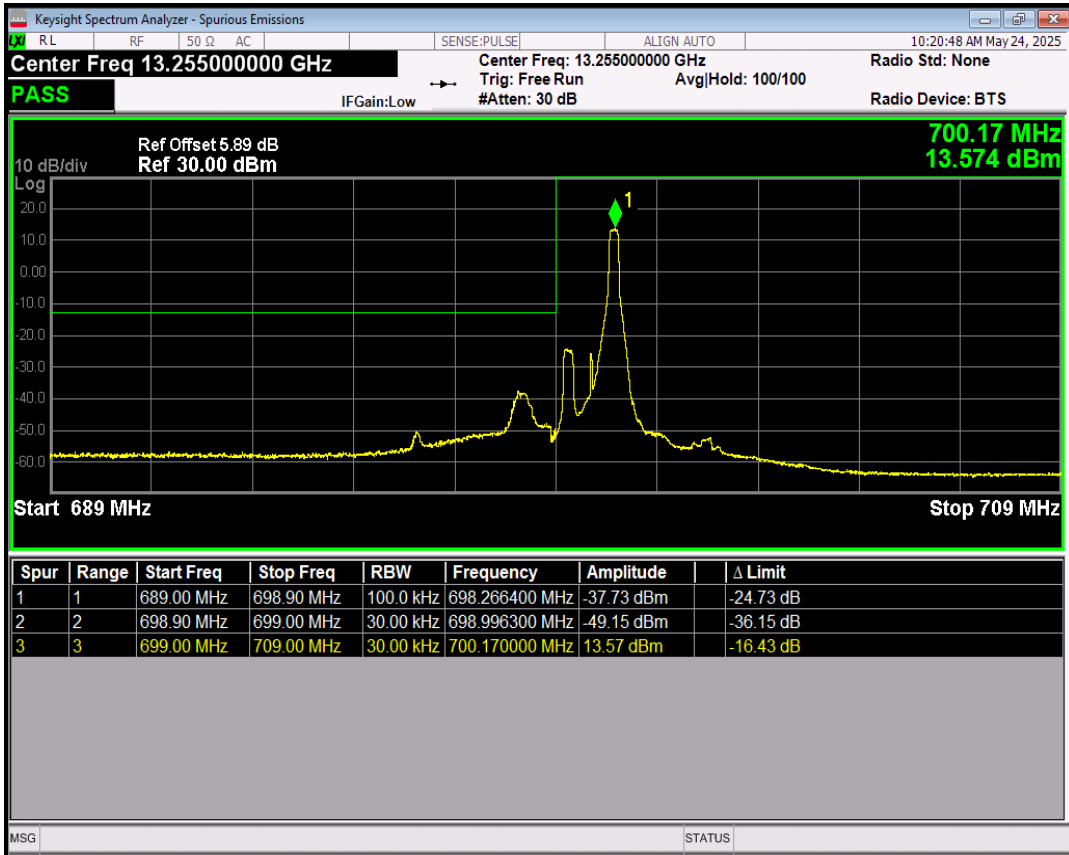 Keysight Spectrum Analyzer - Spurious Emissions
LXI RL RF 50 Ω AC SENSE:PULSE ALIGN AUTO 10:20:48 AM May 24, 2025
Center Freq 13.255000000 GHz Center Freq: 13.255000000 GHz Radio Std: None
Trig: Free Run Avg|Hold: 100/100
PASS IFGain:Low #Atten: 30 dB Radio Device: BTS
700.17 MHz
Ref Offset 5.89 dB
13.574 dBm
10 dB/div Ref 30.00 dBm
Log
1
20.0
10.0
0.00
-10.0
-20.0
-30.0
-40.0
-50.0
-60.0
Start 689 MHz Stop 709 MHz
Spur Range Start Freq Stop Freq RBW Frequency Amplitude Δ Limit
1 1 689.00 MHz 698.90 MHz 100.0 kHz 698.266400 MHz -37.73 dBm -24.73 dB
2 2 698.90 MHz 699.00 MHz 30.00 kHz 698.996300 MHz -49.15 dBm -36.15 dB
3 3 699.00 MHz 709.00 MHz 30.00 kHz 700.170000 MHz 13.57 dBm -16.43 dB
MSG STATUS